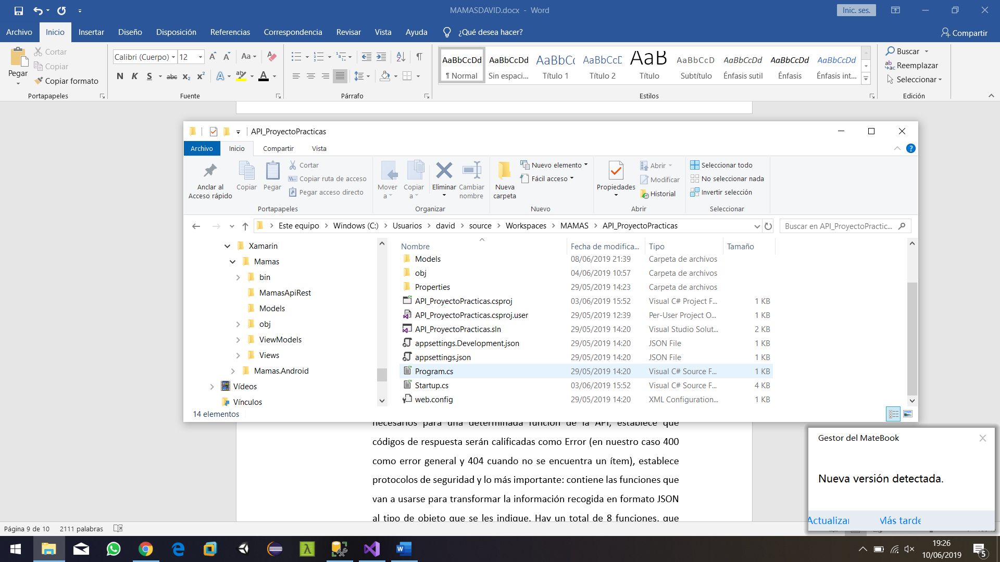 MAMASDAVID.docx - Word
Inic. ses.
Archivo Inicio Insertar Diseño Disposición Referencias Correspondencia Revisar Vista Ayuda ¿Qué desea hacer? Compartir
Pegar
Cortar
Copiar
Copiar formato
Portapapeles
Calibri (Cuerpo) 12
Aa
N K S abc x₂ x² A A
Fuente
Párrafo
AaBbCcDd AaBbCcDd AaBbCc AaBbCcE AaB AaBbCcD AaBbCcDd AaBbCcDd AaBbCcDd
¶ Normal Sin espaci... Título 1 Título 2 Título Subtítulo Énfasis sutil Énfasis Énfasis int...
Estilos
Buscar
Reemplazar
Seleccionar
Edición
API_ProyectoPracticas
Archivo Inicio Compartir Vista
Anclar al
Acceso rápido
Copiar
Pegar
Cortar
Copiar ruta de acceso
Pegar acceso directo
Portapapeles
Mover
a
Copiar
a
Eliminar
Cambiar
nombre
Organizar
Nueva
carpeta
Nuevo elemento
Fácil acceso
Nuevo
Propiedades
Abrir
Modificar
Historial
Abrir
Seleccionar todo
No seleccionar nada
Invertir selección
Seleccionar
Este equipo > Windows (C:) > Usuarios > david > source > Workspaces > MAMAS > API_ProyectoPracticas
Buscar en API_ProyectoPractic...
Xamarin
Mamas
bin
MamasApiRest
Models
obj
ViewModels
Views
Mamas.Android
Vídeos
Vínculos
Nombre Fecha de modifica... Tipo Tamaño
Models 08/06/2019 21:39 Carpeta de archivos
obj 04/06/2019 10:57 Carpeta de archivos
Properties 29/05/2019 14:23 Carpeta de archivos
API_ProyectoPracticas.csproj 03/06/2019 15:52 Visual C# Project F... 1 KB
API_ProyectoPracticas.csproj.user 29/05/2019 12:39 Per-User Project O... 1 KB
API_ProyectoPracticas.sln 29/05/2019 14:20 Visual Studio Solut... 2 KB
appsettings.Development.json 29/05/2019 14:20 JSON File 1 KB
appsettings.json 29/05/2019 14:20 JSON File 1 KB
Program.cs 29/05/2019 14:20 Visual C# Source F... 1 KB
Startup.cs 03/06/2019 15:52 Visual C# Source F... 4 KB
web.config 29/05/2019 14:20 XML Configuration... 1 KB
14 elementos
necesarios para una determinada función de la API, establece que
códigos de respuesta serán calificadas como Error (en nuestro caso 400
como error general y 404 cuando no se encuentra un ítem), establece
protocolos de seguridad y lo más importante: contiene las funciones que
van a usarse para transformar la información recogida en formato JSON
al tipo de objeto que se les indique. Hay un total de 8 funciones, que
Gestor del MateBook
Nueva versión detectada.
Actualizar Más tarde
Página 9 de 10 2111 palabras
19:26
10/06/2019
5